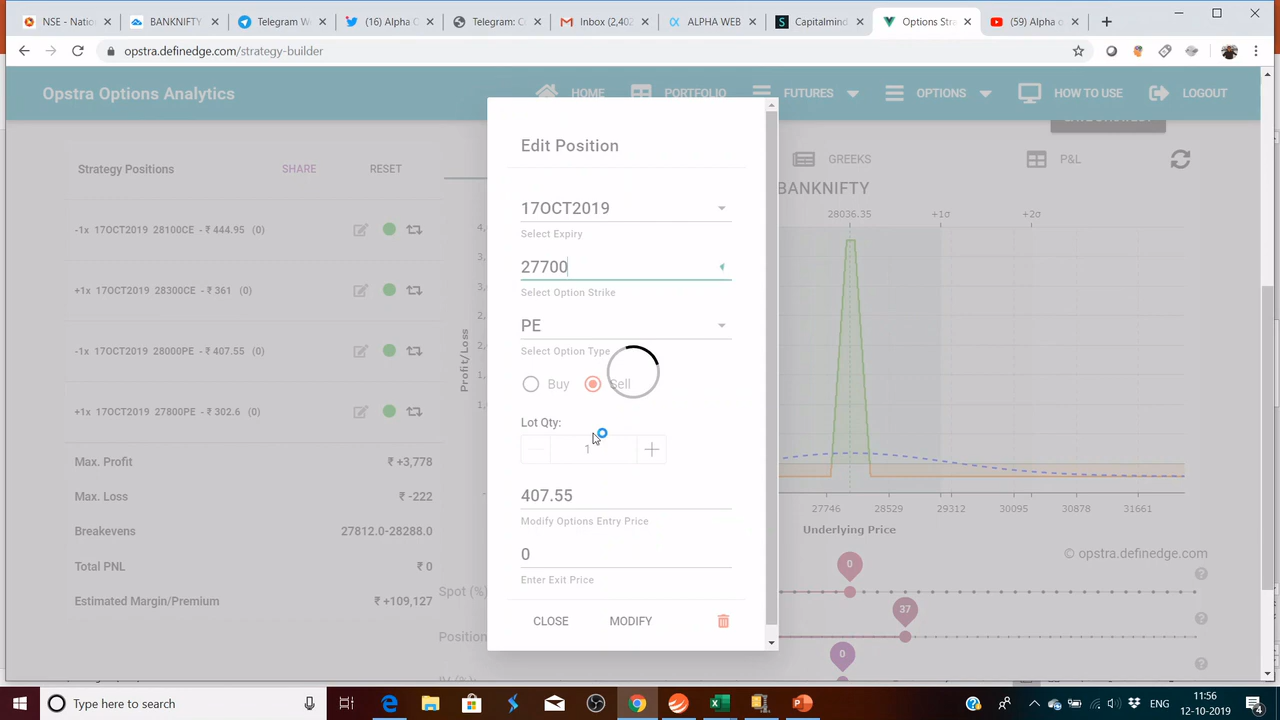 NSE - Nation
BANKNIFTY
Telegram We
(16) Alpha C
Telegram: Co
Inbox (2,402
ALPHA WEB
Capitalmind
Options Stra
(59) Alpha o
opstra.definedge.com/strategy-builder
Opstra Options Analytics
HOME
PORTFOLIO
FUTURES
OPTIONS
HOW TO USE
LOGOUT
Strategy Positions
SHARE
RESET
GREEKS
P&L
BANKNIFTY
28036.35
+1σ
+2σ
-1x 17OCT2019 28100CE - ₹ 444.95 (0)
+1x 17OCT2019 28300CE - ₹ 361 (0)
-1x 17OCT2019 28000PE - ₹ 407.55 (0)
+1x 17OCT2019 27800PE - ₹ 302.6 (0)
Max. Profit ₹ +3,778
Max. Loss ₹ -222
Breakevens 27812.0-28288.0
Total PNL ₹ 0
Estimated Margin/Premium ₹ +109,127
Profit/Loss
Edit Position
17OCT2019
Select Expiry
27700
Select Option Strike
PE
Select Option Type
Buy
Sell
Lot Qty:
1
407.55
Modify Options Entry Price
0
Enter Exit Price
CLOSE
MODIFY
27746 28529 29312 30095 30878 31661
Underlying Price
© opstra.definedge.com
0
Spot (%)
37
Position
0
Type here to search
ENG
11:56
12-10-2019